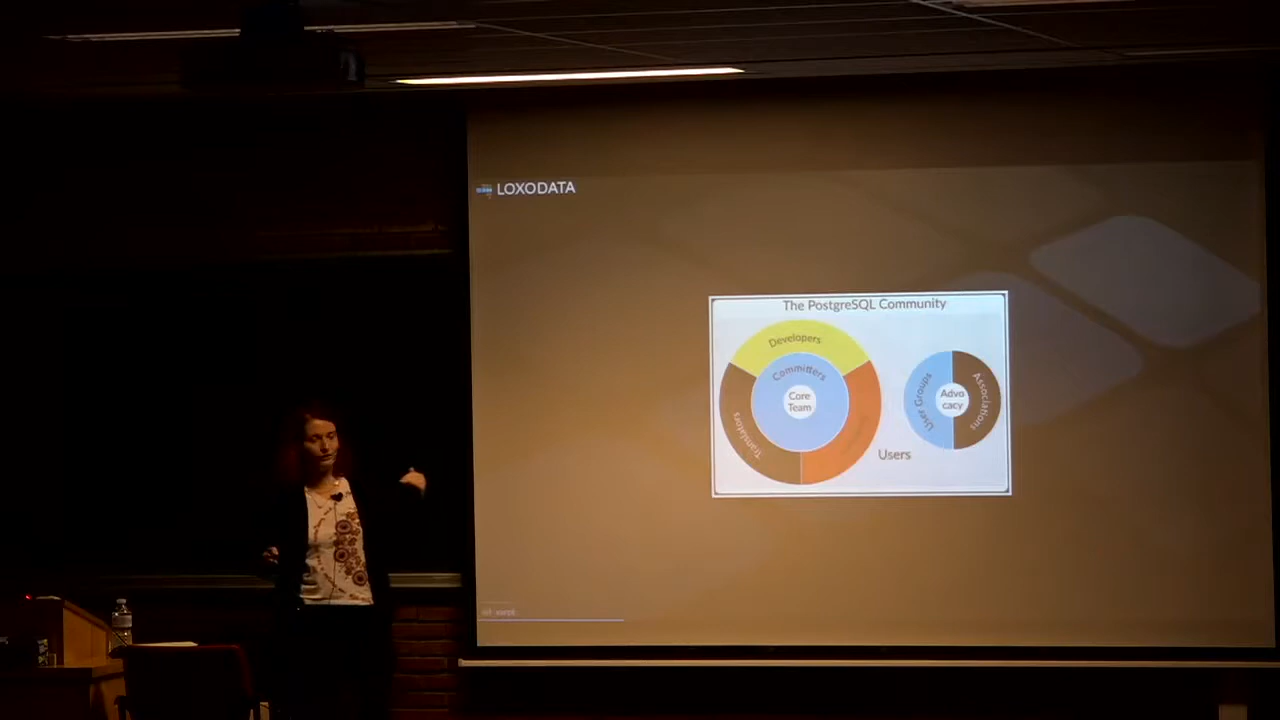 LOXODATA
The PostgreSQL Community
Developers
Committers
Core
Team
Translators
User Groups
Advo
cacy
Associations
Users